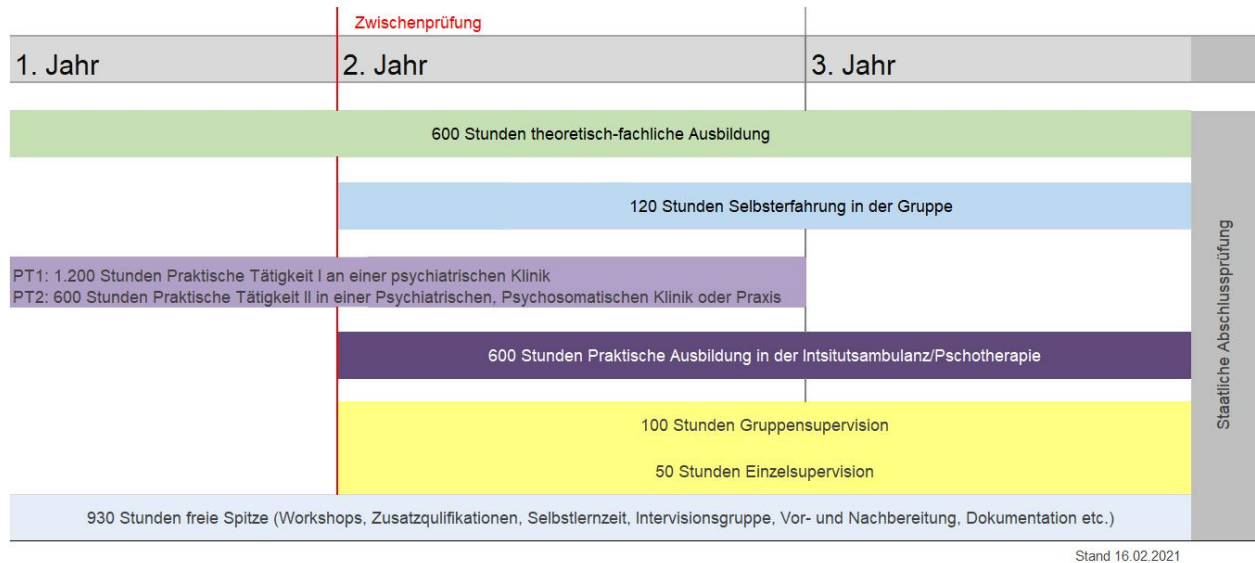 Zwischenprüfung
1. Jahr
2. Jahr
3. Jahr
600 Stunden theoretisch-fachliche Ausbildung
120 Stunden Selbsterfahrung in der Gruppe
PT1: 1.200 Stunden Praktische Tätigkeit I an einer psychiatrischen Klinik
PT2: 600 Stunden Praktische Tätigkeit II in einer Psychiatrischen, Psychosomatischen Klinik oder Praxis
600 Stunden Praktische Ausbildung in der Intsitutsambulanz/Pschotherapie
100 Stunden Gruppensupervision
50 Stunden Einzelsupervision
930 Stunden freie Spitze (Workshops, Zusatzqulifikationen, Selbstlernzeit, Intervisionsgruppe, Vor- und Nachbereitung, Dokumentation etc.)
Staatliche Abschlussprüfung
Stand 16.02.2021